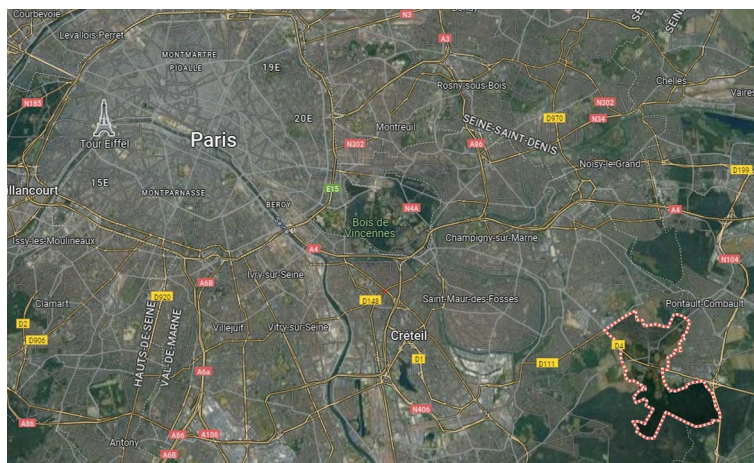 Courbevoie
N3
A3
Levallois-Perret
MONTMARTRE
PIGALLE
19E
Rosny-sous-Bois
Chelles
N185
N302
Vaires
20E
D970
N34
Tour Eiffel
Paris
Montreuil
SEINE-SAINT-DENIS
N302
A86
Noisy-le-Grand
D199
15E
illancourt
MONTPARNASSE
E15
BERCY
N4A
A4
Bois de
Vincennes
Issy-les-Moulineaux
A4
Champigny-sur-Marne
N104
A6B
Ivry-sur-Seine
Clamart
D920
D148
Saint-Maur-des-Fossés
Pontault-Combault
D2
Villejuif
Vitry-sur-Seine
D906
HAUTS-DE-SEINE
VAL-DE-MARNE
Créteil
D4
A6a
D1
D111
N406
A86
A86
A106
Antony
A6B